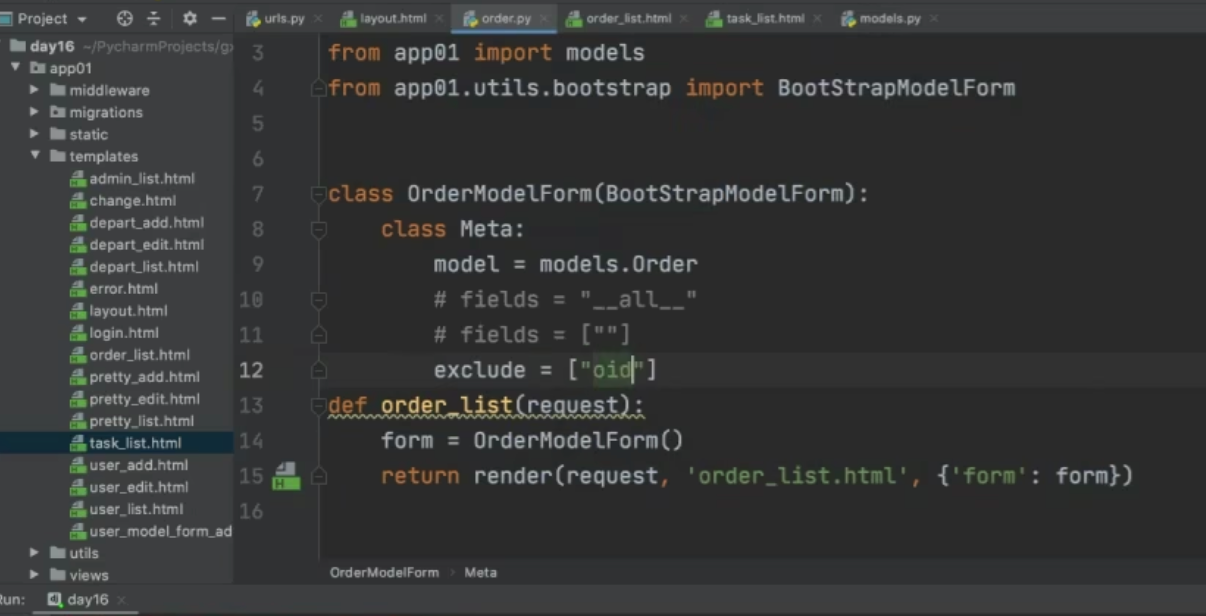 Project
urls.py
layout.html
order.py
order_list.html
task_list.html
models.py
day16 ~/PycharmProjects/gx
app01
middleware
migrations
static
templates
admin_list.html
change.html
depart_add.html
depart_edit.html
depart_list.html
error.html
layout.html
login.html
order_list.html
pretty_add.html
pretty_edit.html
pretty_list.html
task_list.html
user_add.html
user_edit.html
user_list.html
user_model_form_ad
utils
views
3 from app01 import models
4 from app01.utils.bootstrap import BootStrapModelForm
5
6
7 class OrderModelForm(BootStrapModelForm):
8 class Meta:
9 model = models.Order
10 # fields = "__all__"
11 # fields = [""]
12 exclude = ["oid"]
13 def order_list(request):
14 form = OrderModelForm()
15 return render(request, 'order_list.html', {'form': form})
16
OrderModelForm Meta
Run: day16